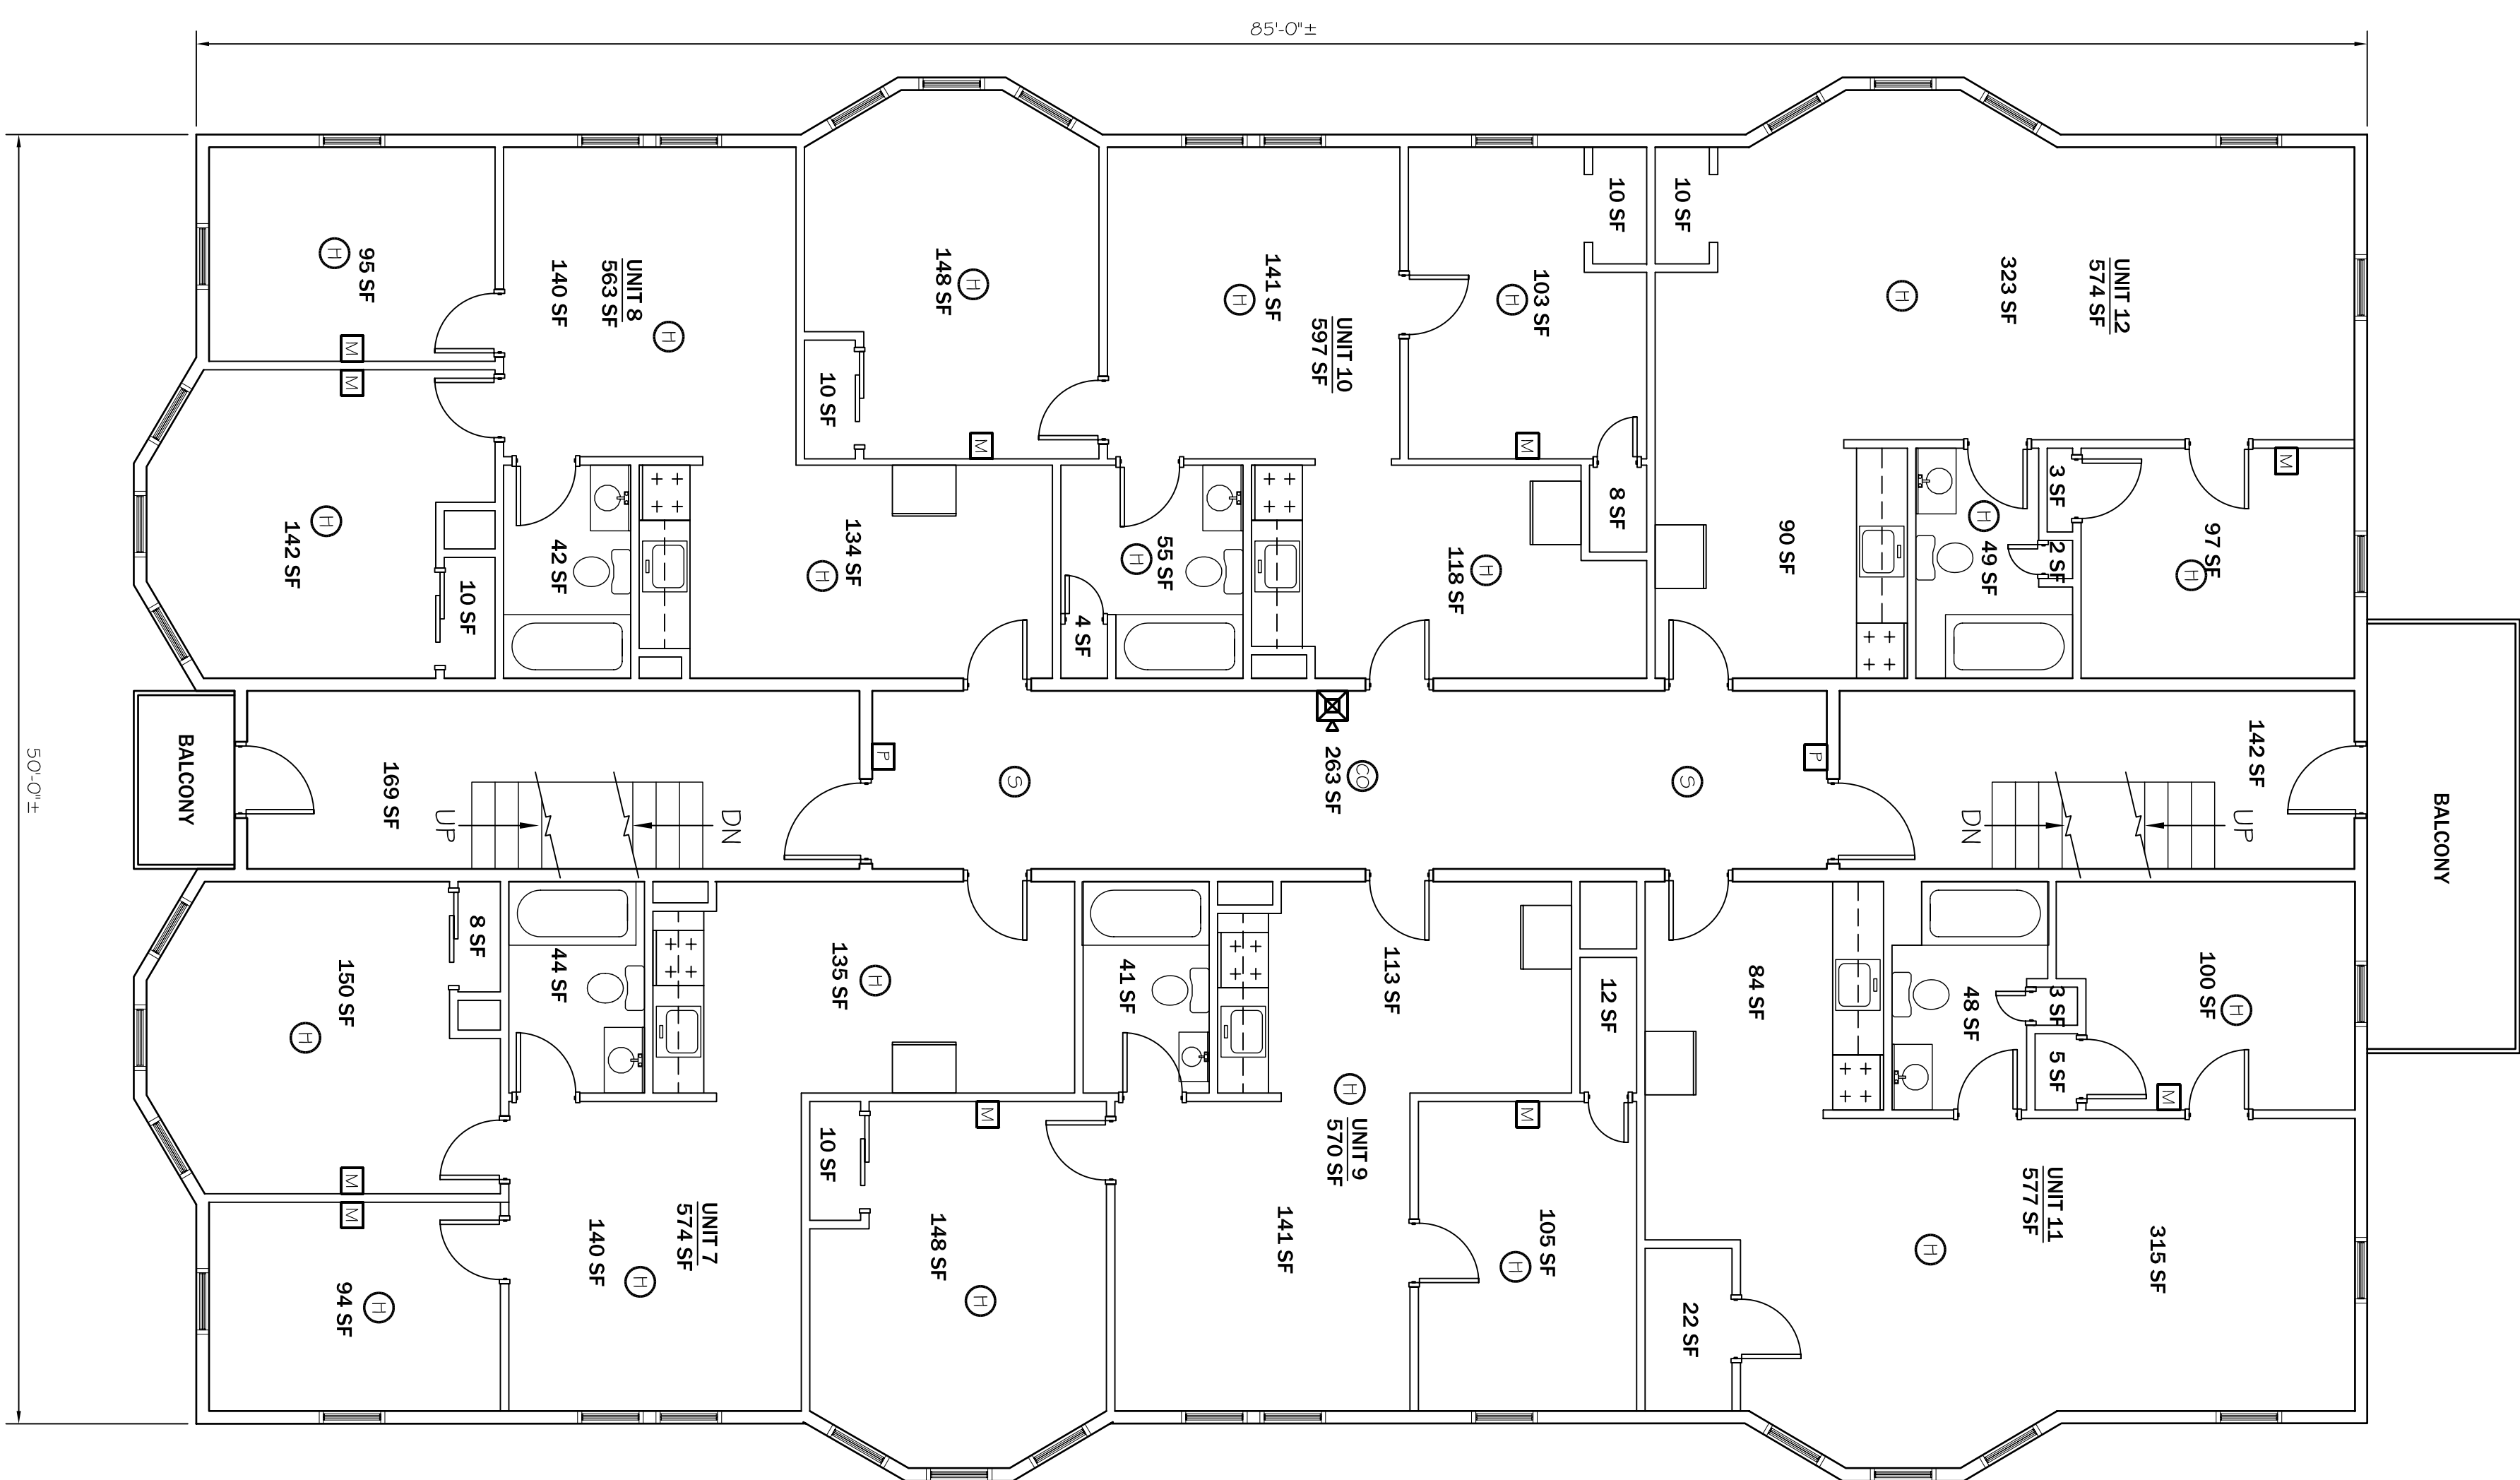 85'-0"±
50'-0"±
95 SF
H
M
M
142 SF
H
10 SF
UNIT 8
563 SF
140 SF
H
42 SF
134 SF
H
148 SF
H
10 SF
M
141 SF
H
UNIT 10
597 SF
55 SF
H
4 SF
118 SF
H
103 SF
H
M
10 SF
8 SF
10 SF
UNIT 12
574 SF
323 SF
H
90 SF
49 SF
H
3 SF
2 SF
97 SF
H
M
BALCONY
169 SF
UP
DN
P
S
263 SF
CO
S
P
DN
UP
142 SF
BALCONY
150 SF
H
8 SF
M
M
94 SF
H
44 SF
UNIT 7
574 SF
140 SF
H
135 SF
H
10 SF
M
148 SF
H
41 SF
113 SF
H
UNIT 9
570 SF
141 SF
12 SF
M
105 SF
H
84 SF
22 SF
48 SF
3 SF
5 SF
100 SF
H
M
UNIT 11
577 SF
315 SF
H